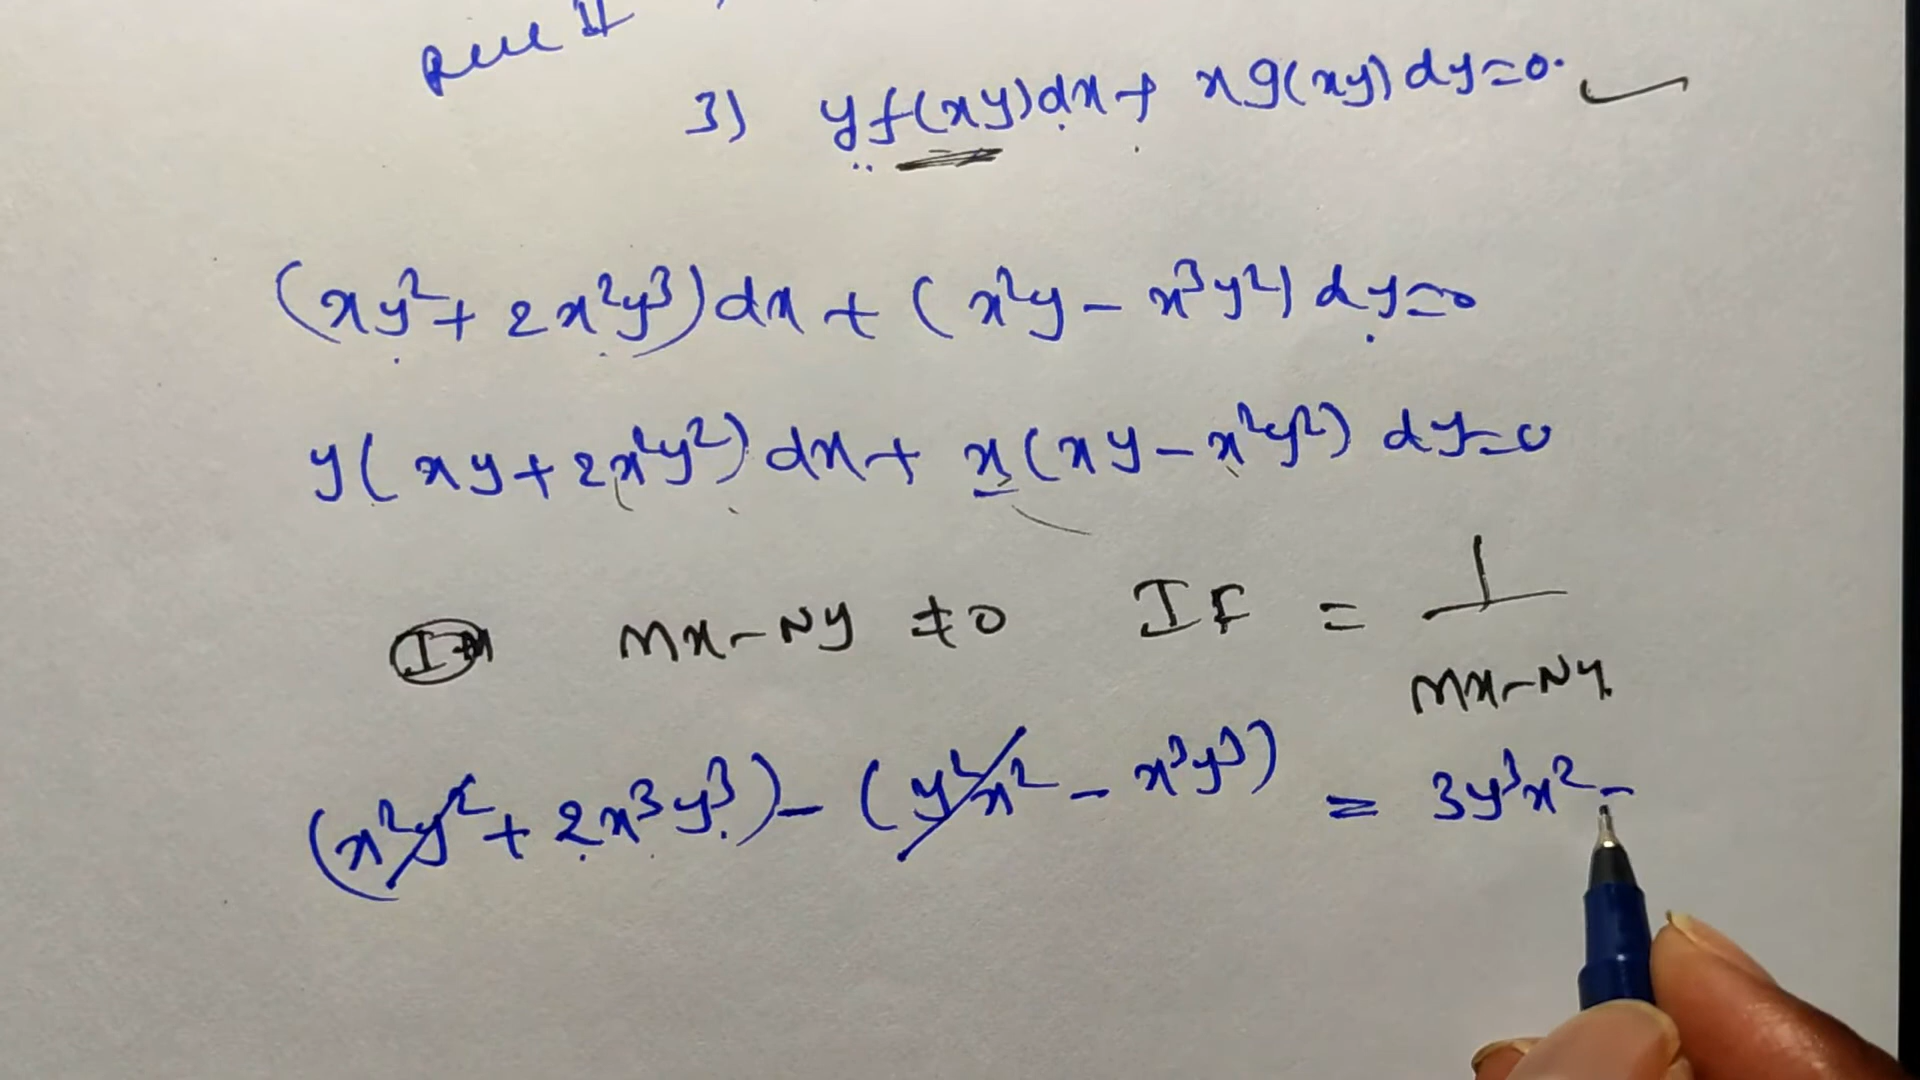 Rule II
3) yf(xy)dx + xg(xy)dy=0.
(xy²+ 2x²y³)dx + (x²y - x³y²) dy=0
y(xy+2x²y²)dx + x(xy-x²y²) dy=0
Mx-Ny ≠0 IF = 1/(Mx-Ny)
(x²y²+ 2x³y³)-(y²x² - x³y³) = 3y³x² -